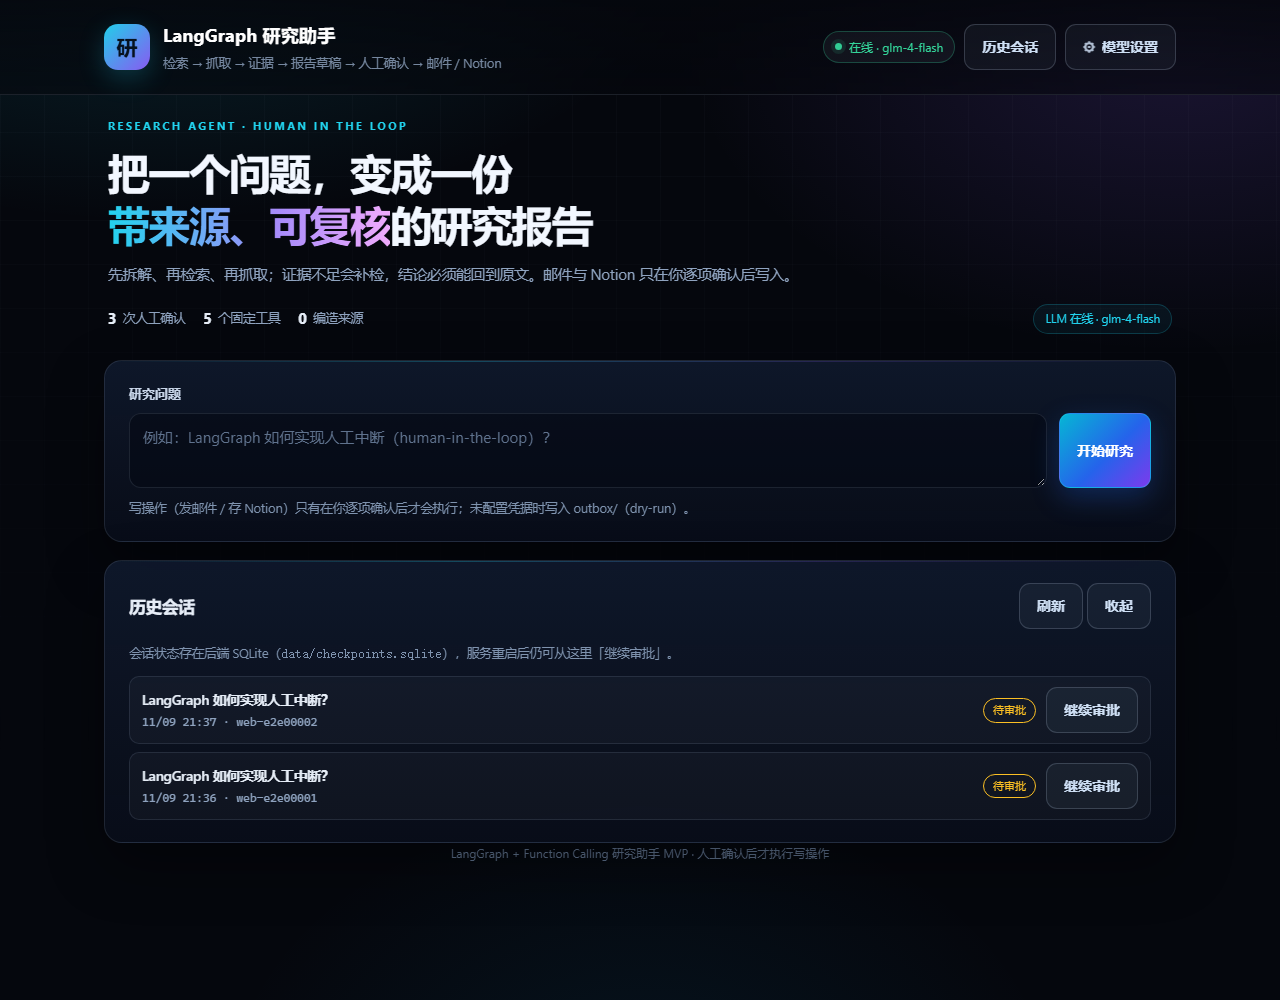 研
LangGraph 研究助手
检索 → 抓取 → 证据 → 报告草稿 → 人工确认 → 邮件 / Notion
在线 · glm-4-flash
历史会话
⚙ 模型设置
RESEARCH AGENT · HUMAN IN THE LOOP
把一个问题，变成一份
带来源、可复核的研究报告
先拆解、再检索、再抓取；证据不足会补检，结论必须能回到原文。邮件与 Notion 只在你逐项确认后写入。
3 次人工确认 5 个固定工具 0 编造来源
LLM 在线 · glm-4-flash
研究问题
例如：LangGraph 如何实现人工中断（human-in-the-loop）？
开始研究
写操作（发邮件 / 存 Notion）只有在你逐项确认后才会执行；未配置凭据时写入 outbox/（dry-run）。
历史会话
刷新
收起
会话状态存在后端 SQLite（data/checkpoints.sqlite），服务重启后仍可从这里「继续审批」。
LangGraph 如何实现人工中断？
11/09 21:37 · web-e2e00002
待审批
继续审批
LangGraph 如何实现人工中断？
11/09 21:36 · web-e2e00001
待审批
继续审批
LangGraph + Function Calling 研究助手 MVP · 人工确认后才执行写操作